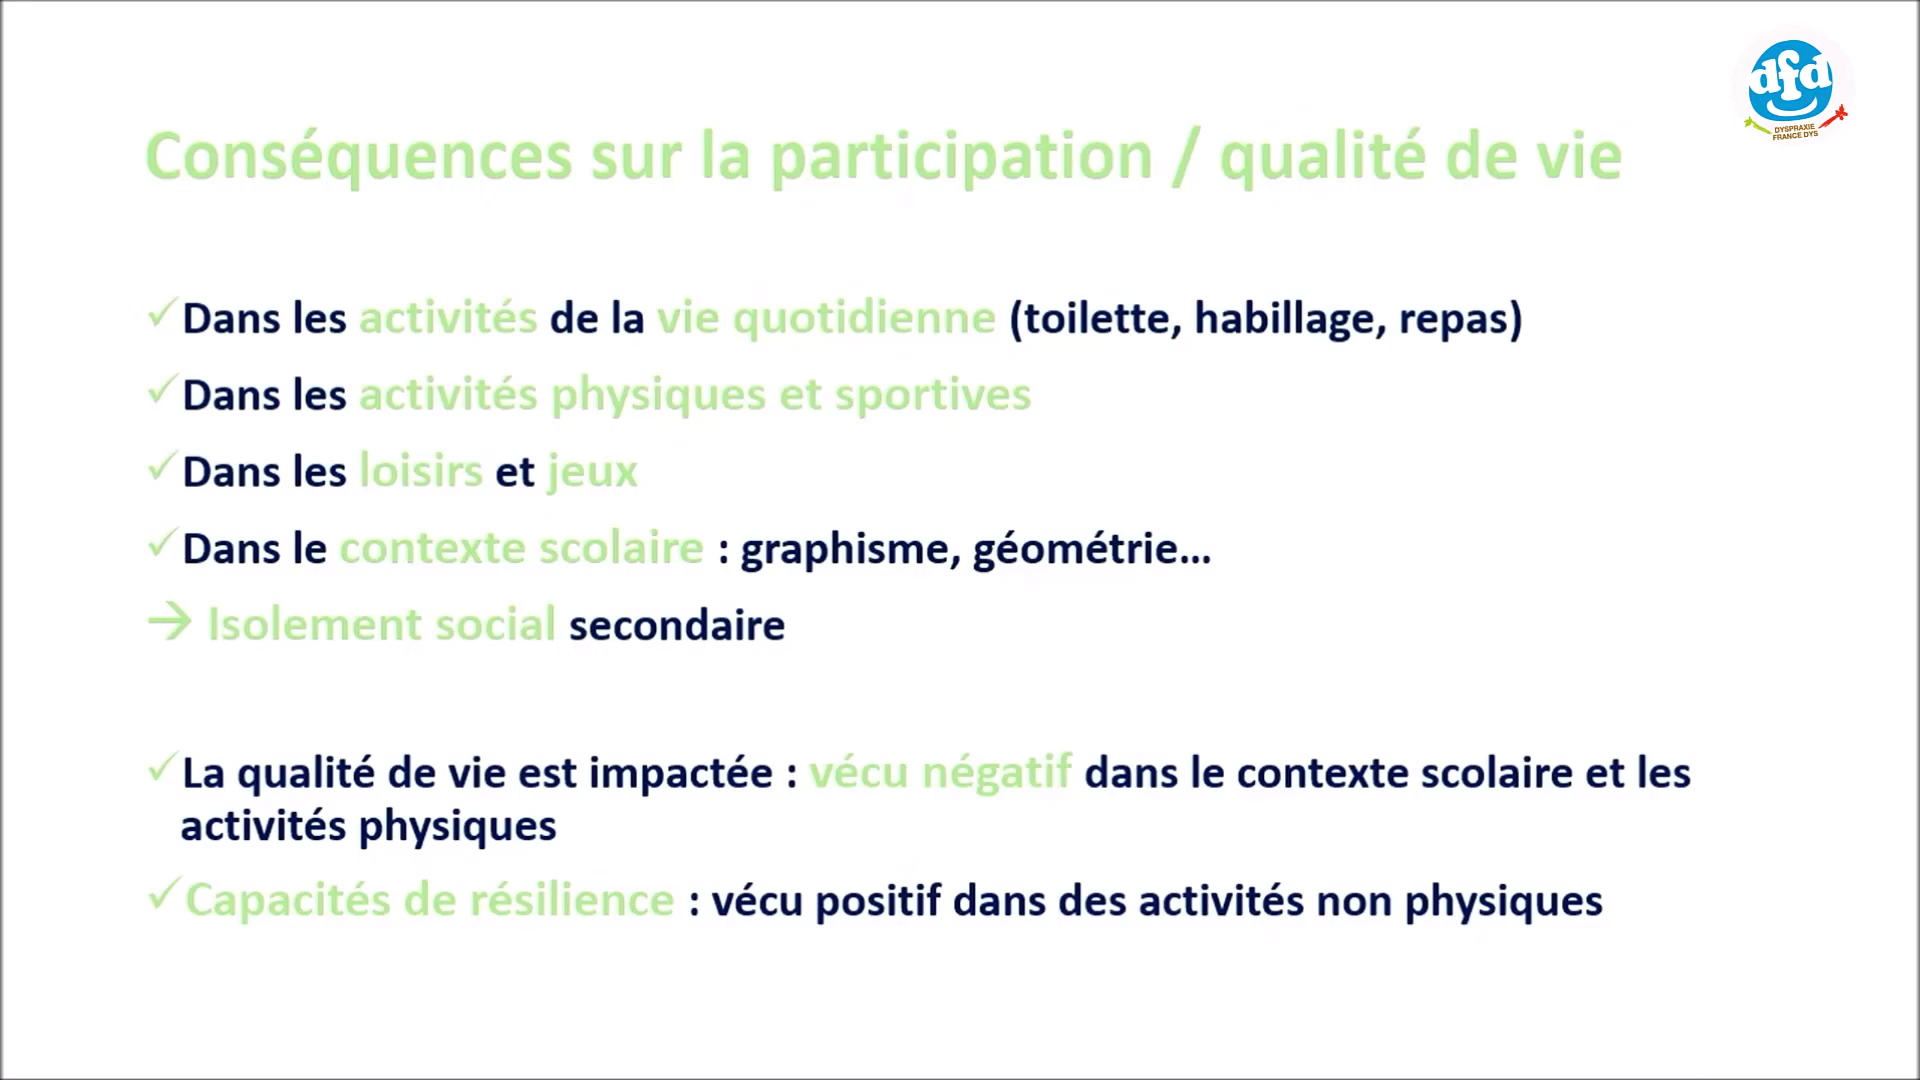 dfd
DYSPRAXIE
FRANCE DYS
Conséquences sur la participation / qualité de vie
✓Dans les activités de la vie quotidienne (toilette, habillage, repas)
✓Dans les activités physiques et sportives
✓Dans les loisirs et jeux
✓Dans le contexte scolaire : graphisme, géométrie...
→ Isolement social secondaire
✓La qualité de vie est impactée : vécu négatif dans le contexte scolaire et les
activités physiques
✓Capacités de résilience : vécu positif dans des activités non physiques